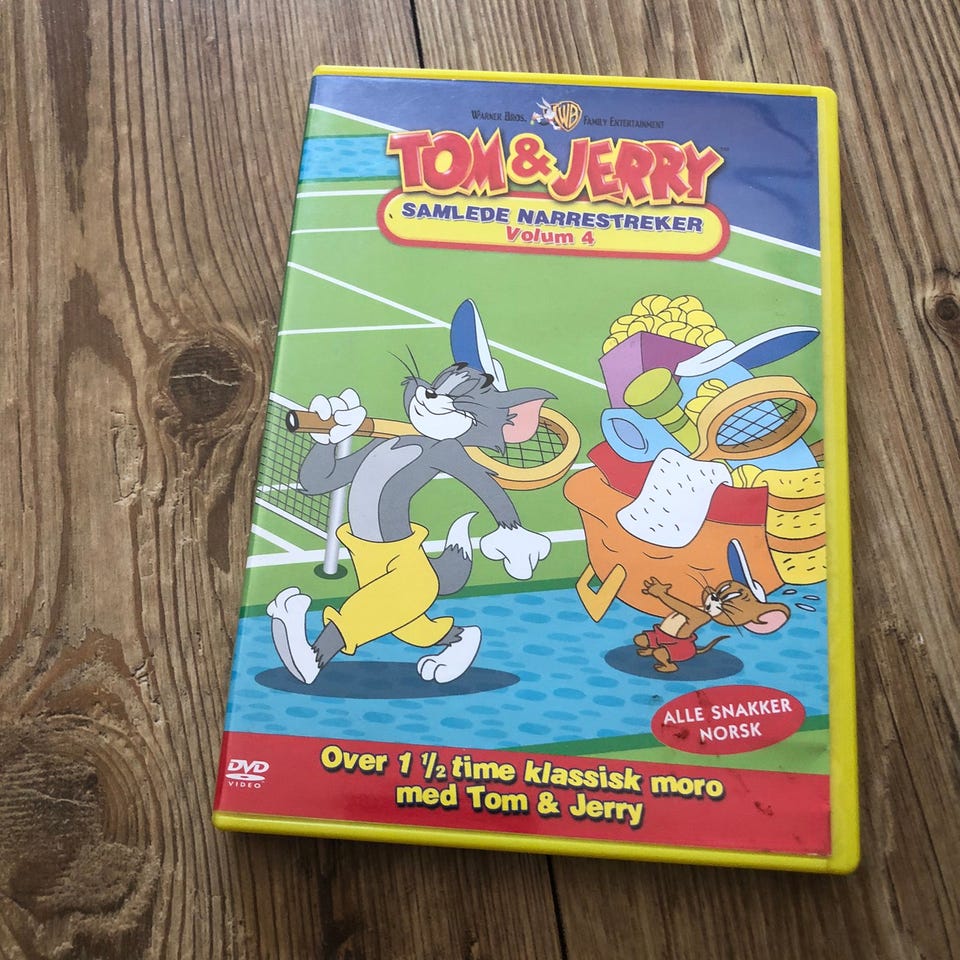 WARNER BROS. WB FAMILY ENTERTAINMENT
TOM & JERRY™
SAMLEDE NARRESTREKER
Volum 4
ALLE SNAKKER
NORSK
DVD
VIDEO
Over 1 1/2 time klassisk moro
med Tom & Jerry